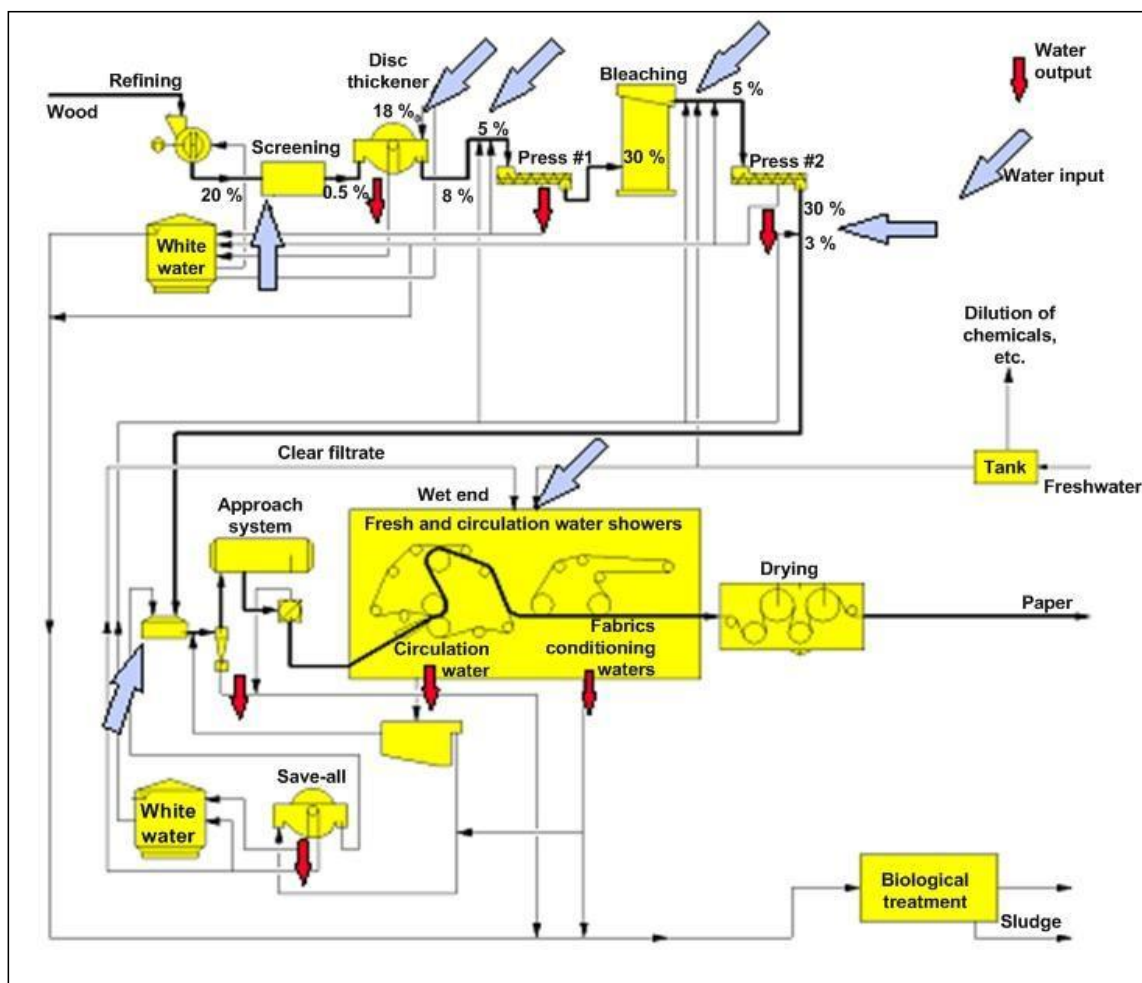 Disc
thickener
Bleaching
Water
output
Refining
Wood
18 %
5 %
5 %
Screening
Press #1
30 %
Press #2
Water input
20 %
0.5 %
8 %
30 %
3 %
White
water
Dilution of
chemicals,
etc.
Clear filtrate
Tank
Freshwater
Wet end
Approach
system
Fresh and circulation water showers
Drying
Paper
Circulation
water
Fabrics
conditioning
waters
Save-all
White
water
Biological
treatment
Sludge